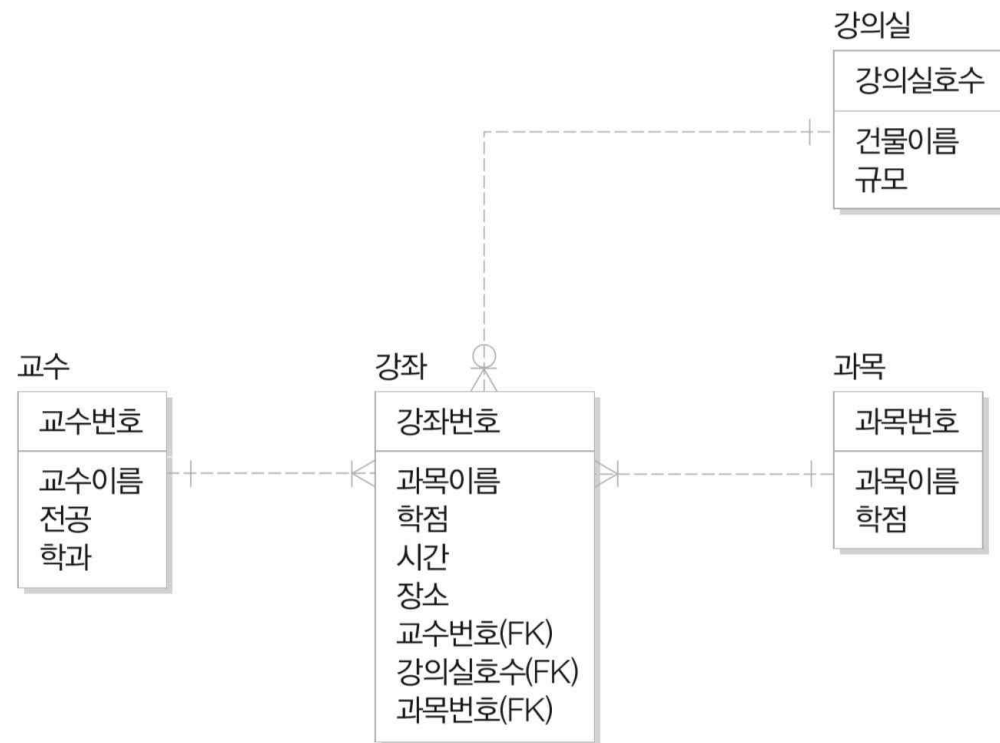 강의실
강의실호수
건물이름
규모
교수
교수번호
교수이름
전공
학과
강좌
강좌번호
과목이름
학점
시간
장소
교수번호(FK)
강의실호수(FK)
과목번호(FK)
과목
과목번호
과목이름
학점